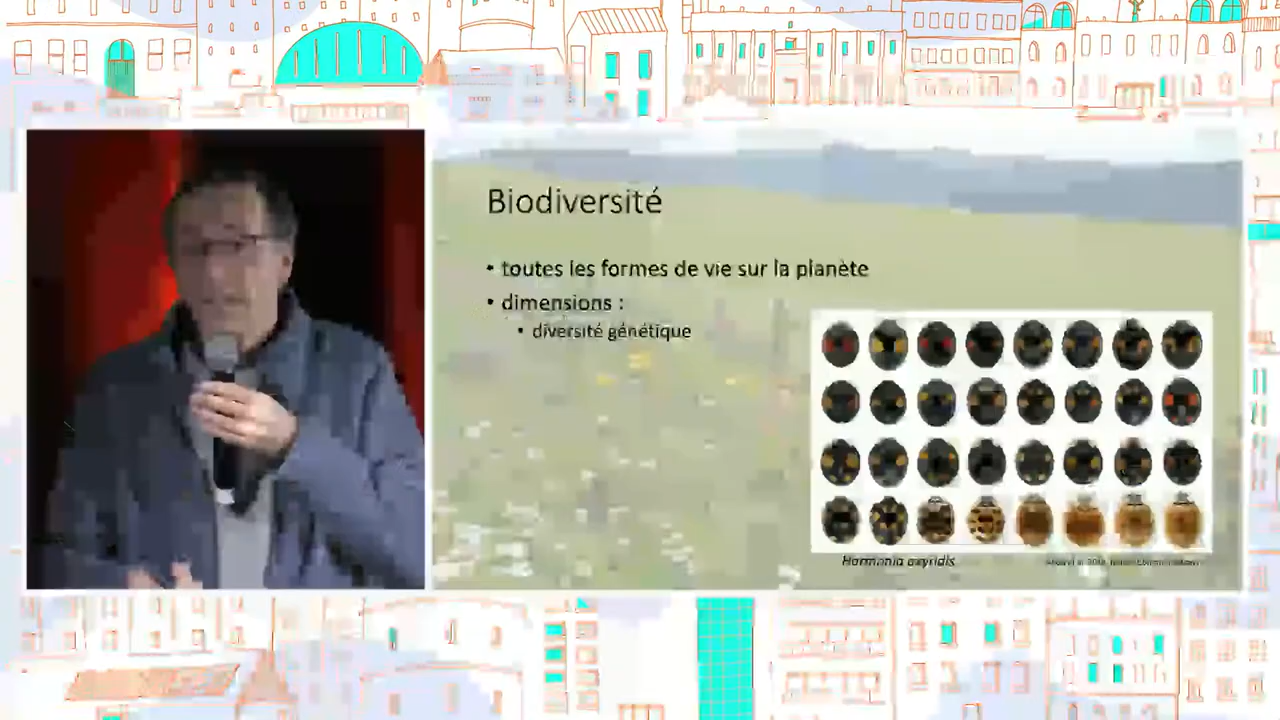 Biodiversité
• toutes les formes de vie sur la planète
• dimensions :
• diversité génétique
Harmonia axyridis